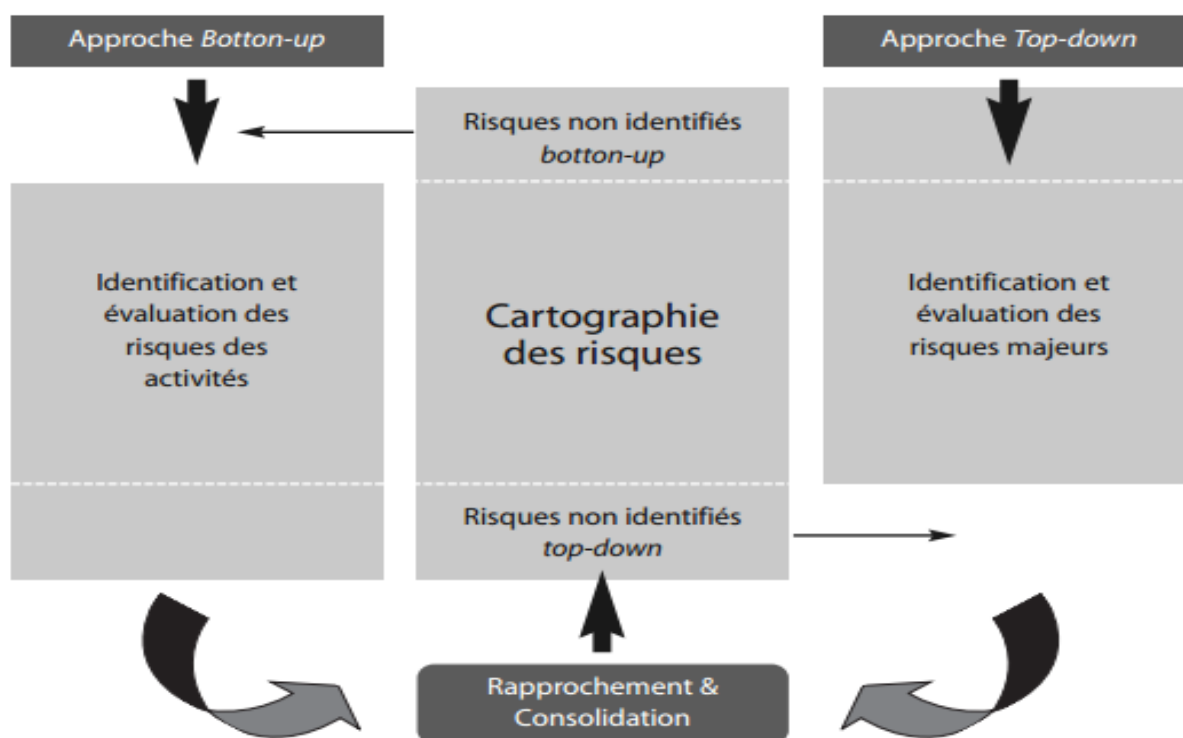 Approche Botton-up
Approche Top-down
Risques non identifiés
botton-up
Identification et
évaluation des
risques des
activités
Cartographie
des risques
Identification et
évaluation des
risques majeurs
Risques non identifiés
top-down
Rapprochement &
Consolidation